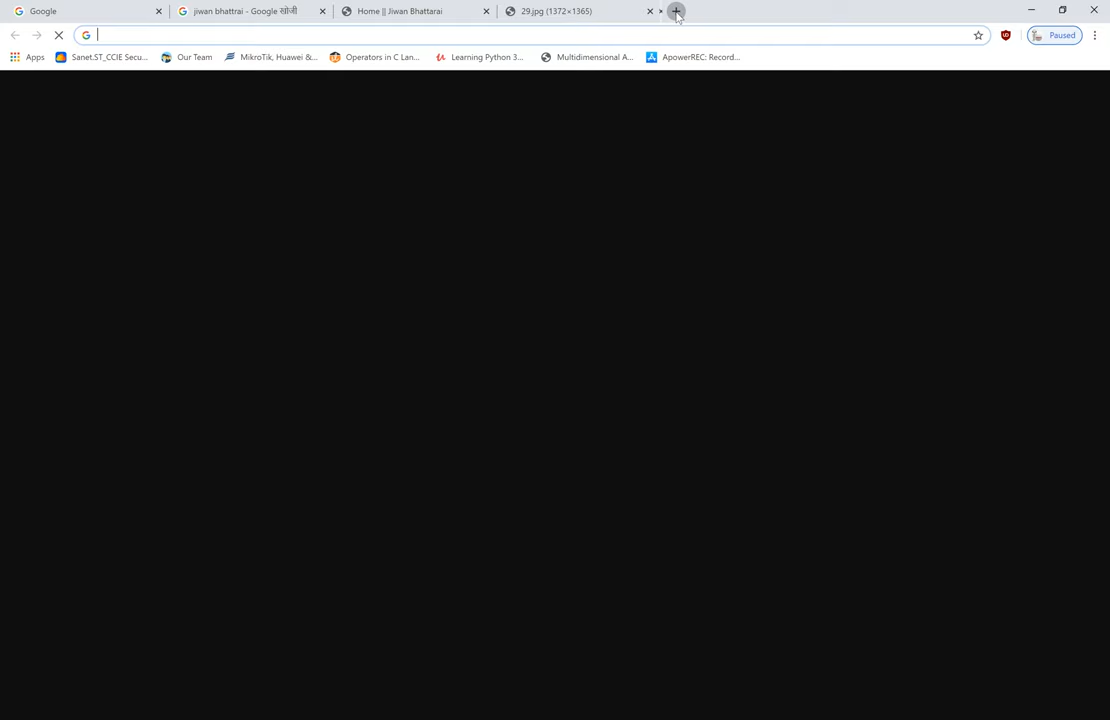 Google
jiwan bhattrai - Google खोजी
Home || Jiwan Bhattarai
29.jpg (1372×1365)
Paused
Apps
Sanet.ST_CCIE Secu...
Our Team
MikroTik, Huawei &...
Operators in C Lan...
Learning Python 3...
Multidimensional A...
ApowerREC: Record...